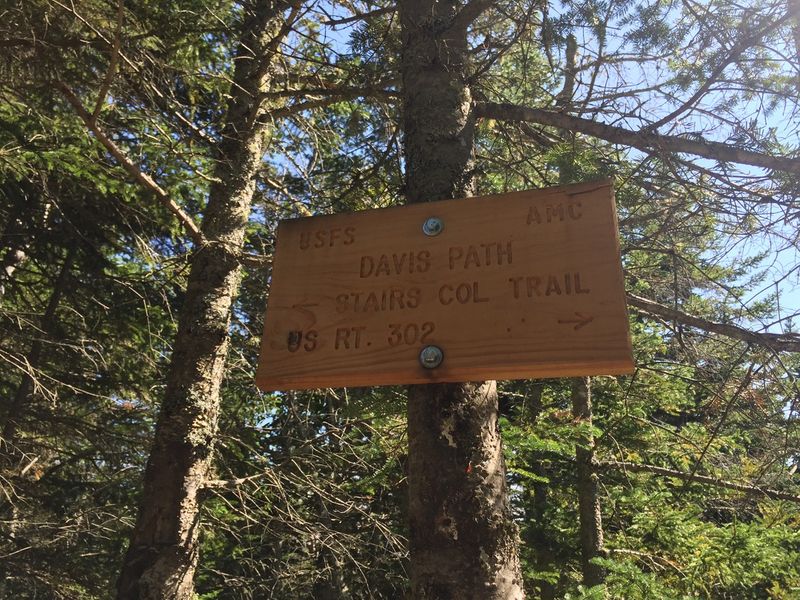 USFS AMC
DAVIS PATH
← STAIRS COL TRAIL
US RT. 302 →